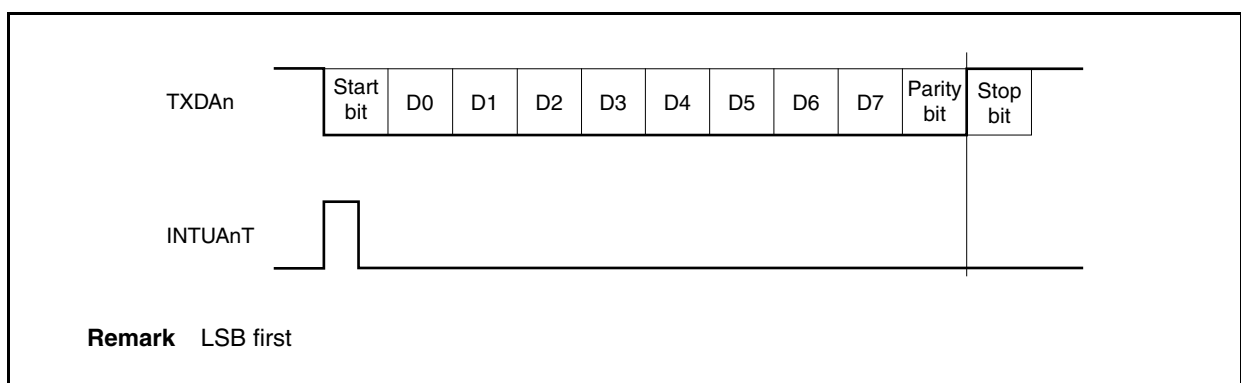 TXDAn
Start bit
D0
D1
D2
D3
D4
D5
D6
D7
Parity bit
Stop bit
INTUAnT
Remark LSB first